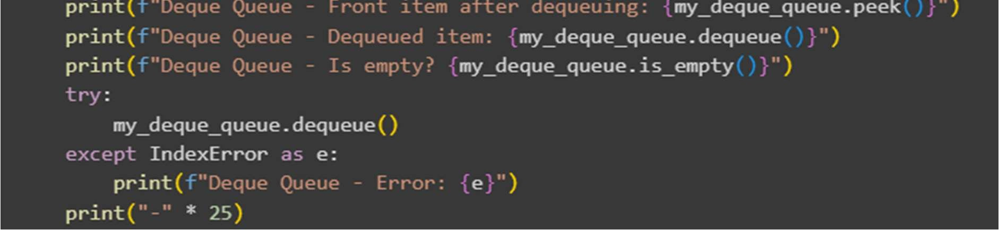 print(f"Deque Queue - Front item after dequeuing: {my_deque_queue.peek()}")
print(f"Deque Queue - Dequeued item: {my_deque_queue.dequeue()}")
print(f"Deque Queue - Is empty? {my_deque_queue.is_empty()}")
try:
    my_deque_queue.dequeue()
except IndexError as e:
    print(f"Deque Queue - Error: {e}")
print("-" * 25)